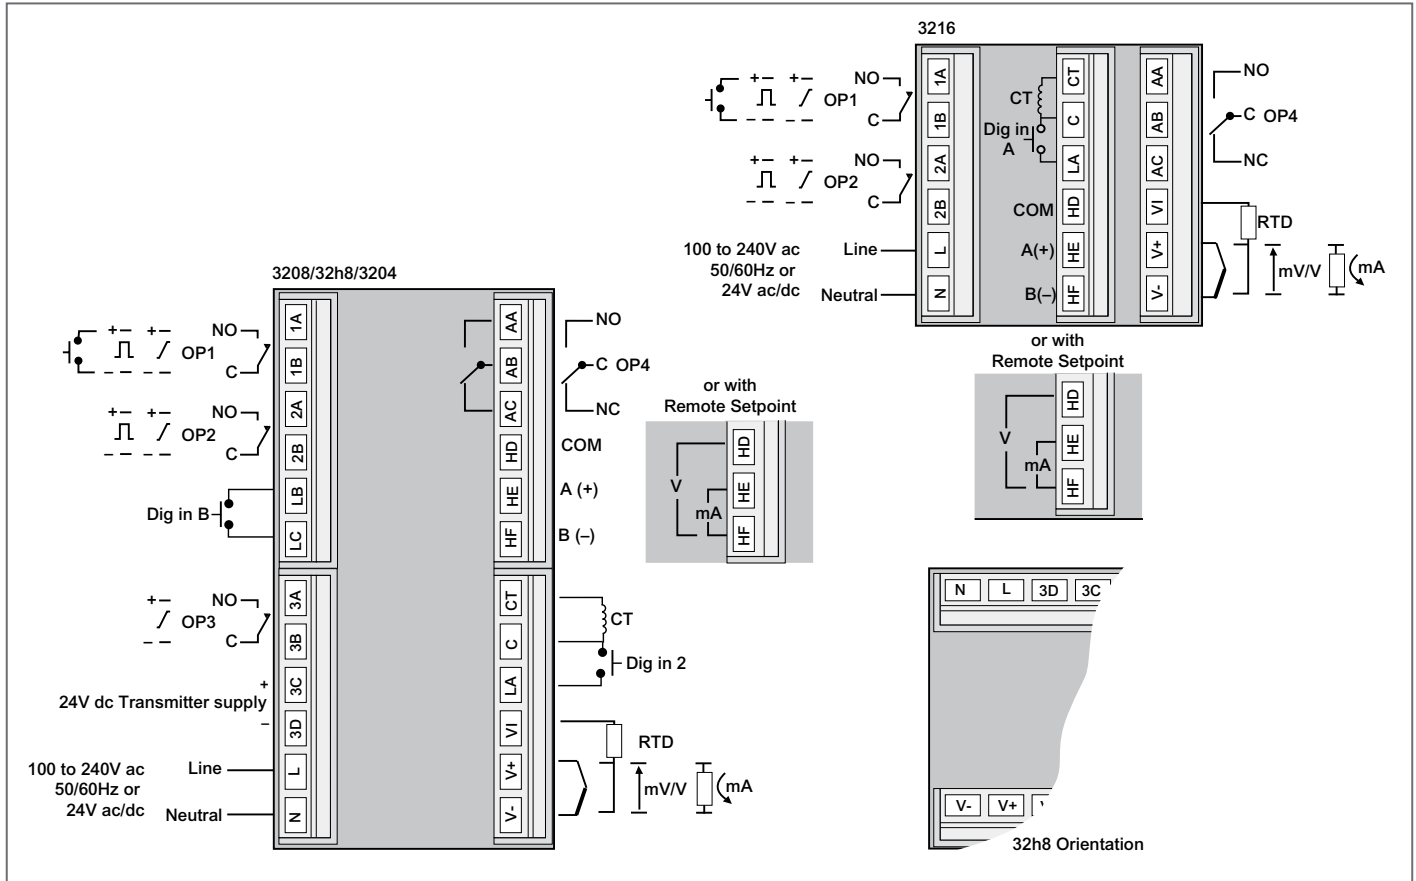 3216
NO
+ – + – OP1
– – – –
C
NO
+ – + – OP2
– – – –
C
100 to 240V ac
50/60Hz or
24V ac/dc
Line
Neutral
1A
1B
2A
2B
L
N
CT
Dig in
A
COM
A(+)
B(–)
CT
C
LA
HD
HE
HF
AA
AB
AC
VI
V+
V-
NO
C OP4
NC
RTD
mV/V
mA
or with
Remote Setpoint
V
mA
HD
HE
HF
3208/32h8/3204
NO
+ – + – OP1
– – – –
C
NO
+ – + – OP2
– – – –
C
Dig in B
NO
+ – OP3
– –
C
+
24V dc Transmitter supply
–
100 to 240V ac
50/60Hz or
24V ac/dc
Line
Neutral
1A
1B
2A
2B
LB
LC
3A
3B
3C
3D
L
N
AA
AB
AC
HD
HE
HF
CT
C
LA
VI
V+
V-
NO
C OP4
NC
COM
A (+)
B (–)
CT
Dig in 2
RTD
mV/V
mA
or with
Remote Setpoint
V
mA
HD
HE
HF
N L 3D 3C
V- V+
32h8 Orientation